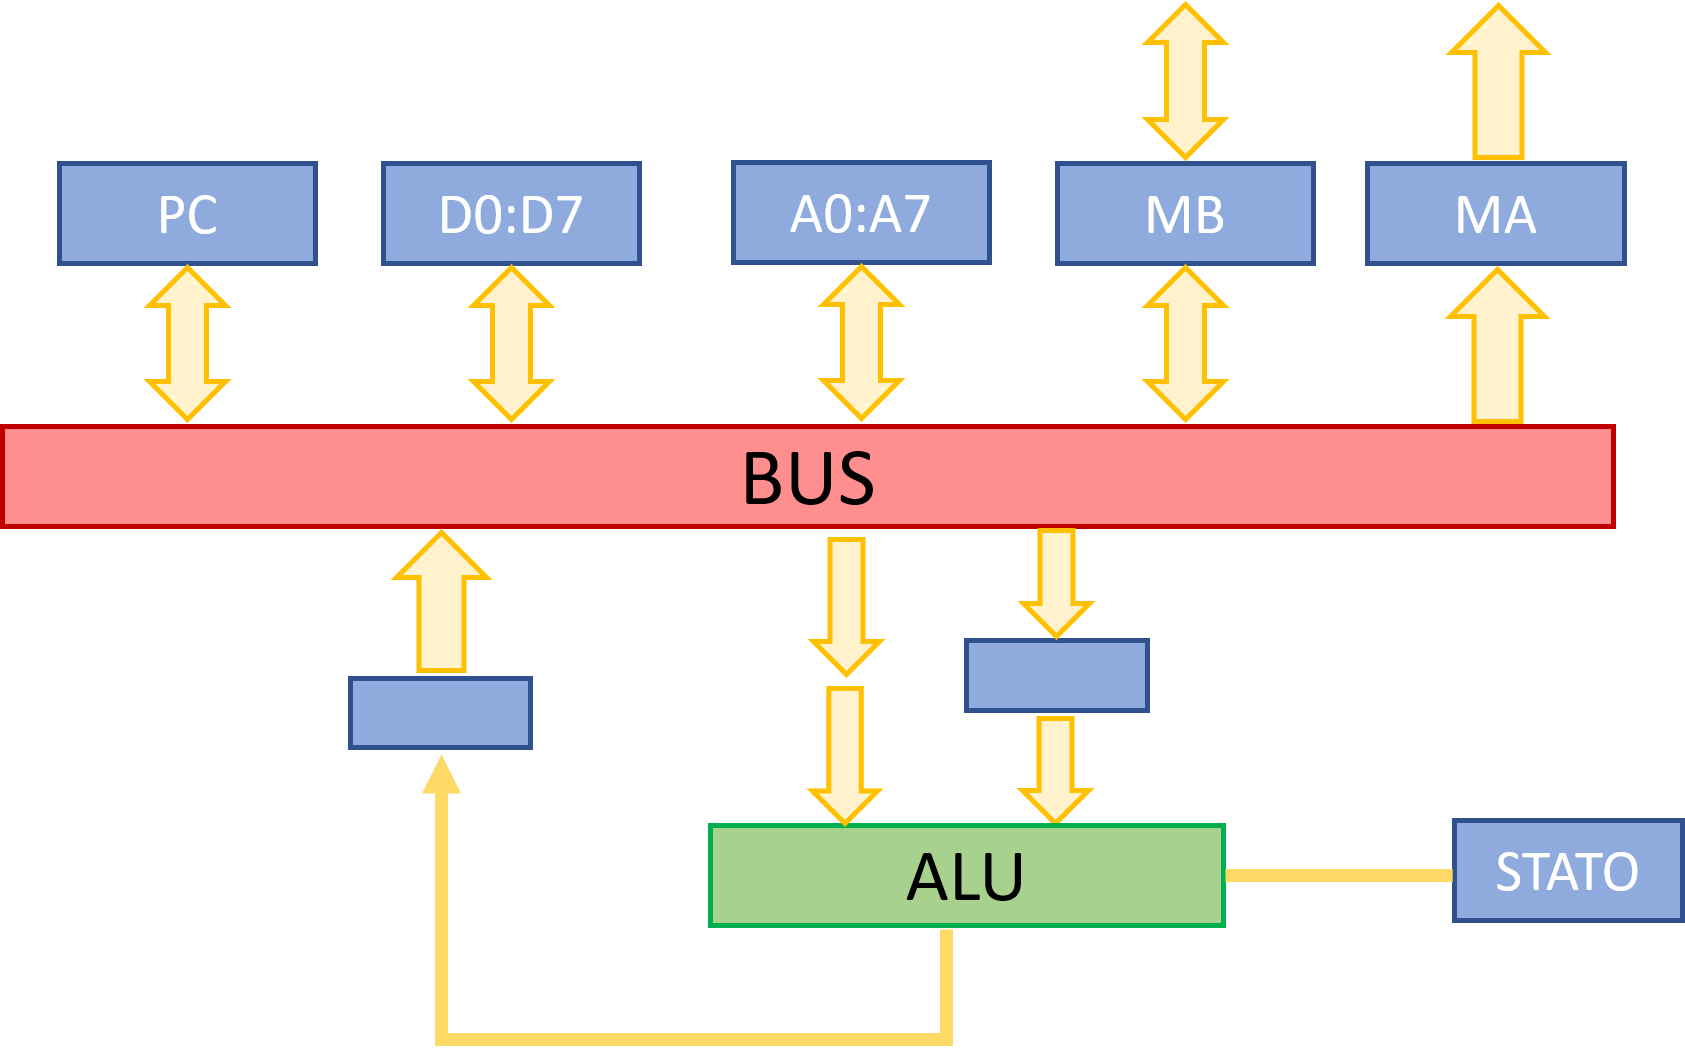 PC
D0:D7
A0:A7
MB
MA
BUS
ALU
STATO